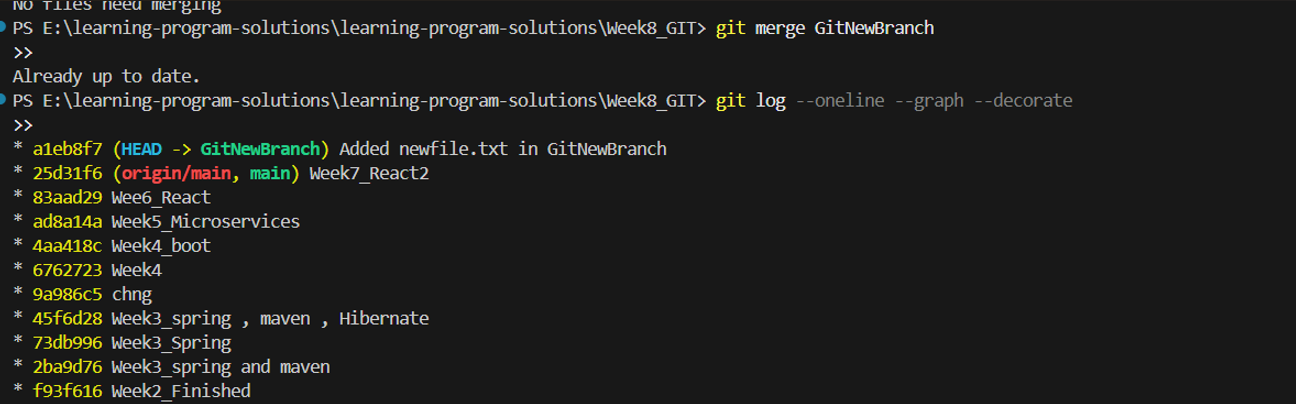 No files need merging
PS E:\learning-program-solutions\learning-program-solutions\Week8_GIT> git merge GitNewBranch
>>
Already up to date.
PS E:\learning-program-solutions\learning-program-solutions\Week8_GIT> git log --oneline --graph --decorate
>>
* a1eb8f7 (HEAD -> GitNewBranch) Added newfile.txt in GitNewBranch
* 25d31f6 (origin/main, main) Week7_React2
* 83aad29 Wee6_React
* ad8a14a Week5_Microservices
* 4aa418c Week4_boot
* 6762723 Week4
* 9a986c5 chng
* 45f6d28 Week3_spring , maven , Hibernate
* 73db996 Week3_Spring
* 2ba9d76 Week3_spring and maven
* f93f616 Week2_Finished